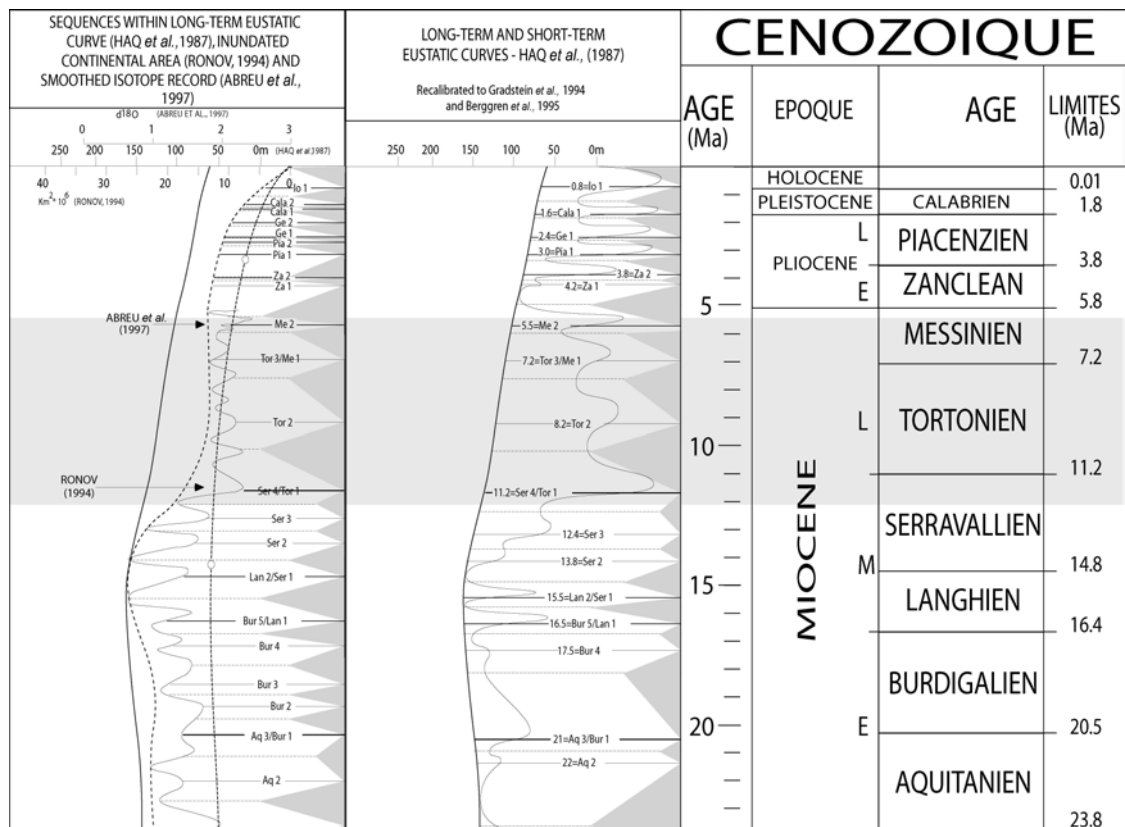 SEQUENCES WITHIN LONG-TERM EUSTATIC
CURVE (HAQ et al., 1987), INUNDATED
CONTINENTAL AREA (RONOV, 1994) AND
SMOOTHED ISOTOPE RECORD (ABREU et al.,
1997)
d18O (ABREU ET AL., 1997)
0 1 2 3
250 200 150 100 50 0m (HAQ et al. 1987)
40 30 20 10 0
Km²* 10⁶ (RONOV, 1994)
Io 1
Cala 2
Cala 1
Ge 2
Ge 1
Pia 2
Pia 1
Za 2
Za 1
ABREU et al.
(1997)
Me 2
Tor 3/Me 1
Tor 2
RONOV
(1994)
Ser 4/Tor 1
Ser 3
Ser 2
Lan 2/Ser 1
Bur 5/Lan 1
Bur 4
Bur 3
Bur 2
Aq 3/Bur 1
Aq 2
LONG-TERM AND SHORT-TERM
EUSTATIC CURVES - HAQ et al., (1987)
Recalibrated to Gradstein et al., 1994
and Berggren et al., 1995
250 200 150 100 50 0m
0.8=Io 1
1.6=Cala 1
2.4=Ge 1
3.0=Pia 1
3.8=Za 2
4.2=Za 1
5.5=Me 2
7.2=Tor 3/Me 1
8.2=Tor 2
11.2=Ser 4/Tor 1
12.4=Ser 3
13.8=Ser 2
15.5=Lan 2/Ser 1
16.5=Bur 5/Lan 1
17.5=Bur 4
21=Aq 3/Bur 1
22=Aq 2
CENOZOIQUE
AGE
(Ma)
5
10
15
20
EPOQUE
HOLOCENE
PLEISTOCENE
L
PLIOCENE
E
L
MIOCENE
M
E
AGE
CALABRIEN
PIACENZIEN
ZANCLEAN
MESSINIEN
TORTONIEN
SERRAVALLIEN
LANGHIEN
BURDIGALIEN
AQUITANIEN
LIMITES
(Ma)
0.01
1.8
3.8
5.8
7.2
11.2
14.8
16.4
20.5
23.8